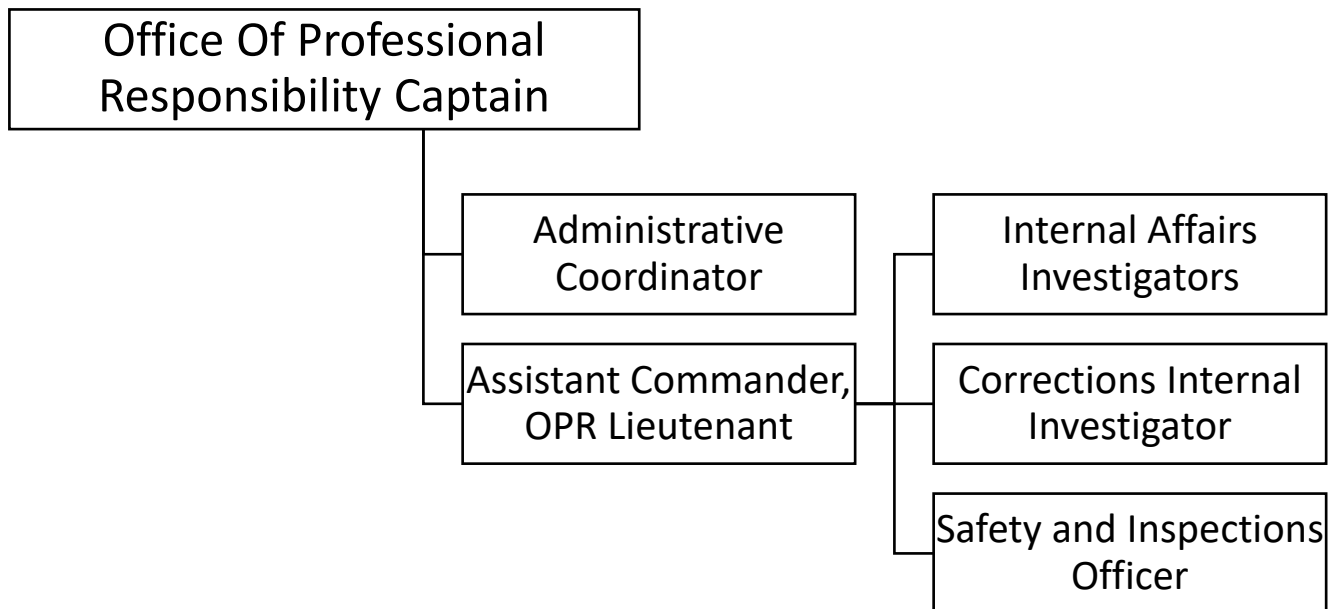 Office Of Professional
Responsibility Captain
Administrative
Coordinator
Assistant Commander,
OPR Lieutenant
Internal Affairs
Investigators
Corrections Internal
Investigator
Safety and Inspections
Officer